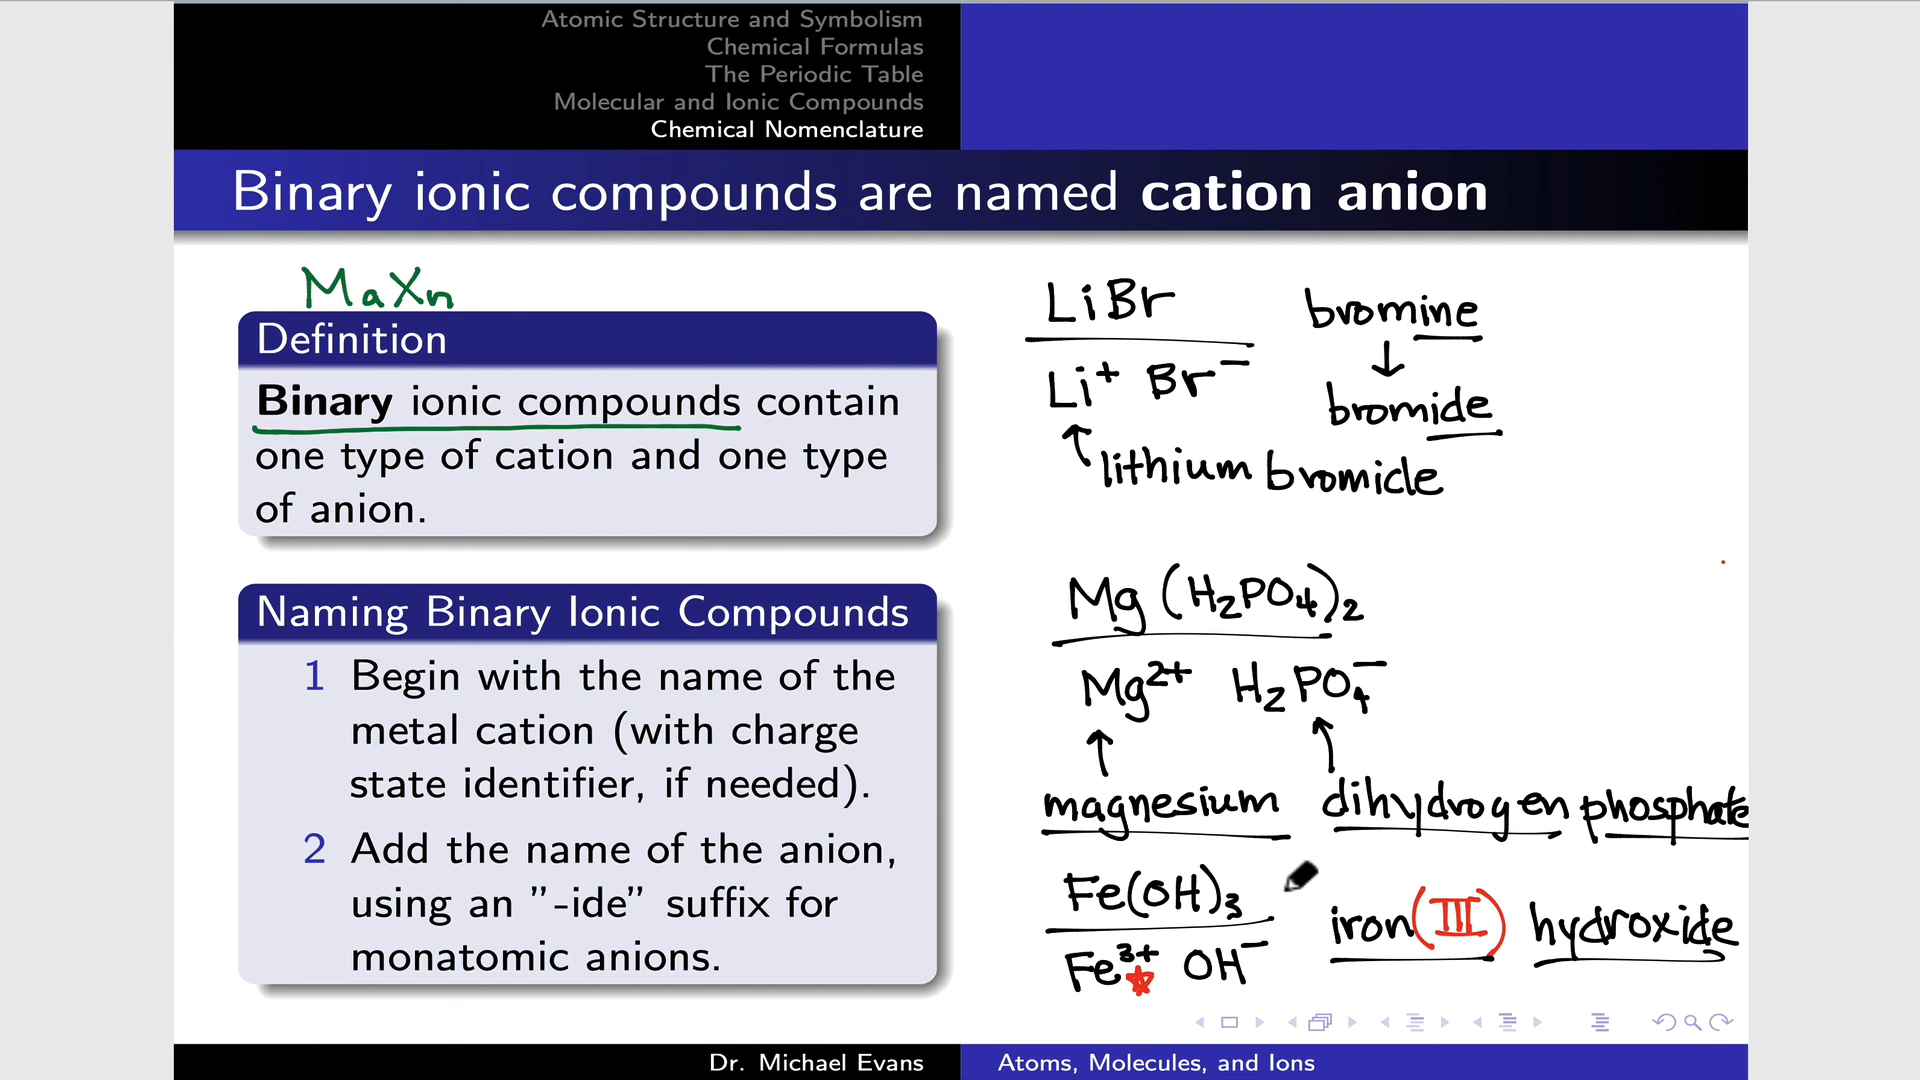 Atomic Structure and Symbolism
Chemical Formulas
The Periodic Table
Molecular and Ionic Compounds
Chemical Nomenclature
Binary ionic compounds are named cation anion
MaXn
Definition
Binary ionic compounds contain
one type of cation and one type
of anion.
Naming Binary Ionic Compounds
1 Begin with the name of the
metal cation (with charge
state identifier, if needed).
2 Add the name of the anion,
using an ”-ide” suffix for
monatomic anions.
LiBr
Li⁺ Br⁻
lithium bromide
bromine
↓
bromide
Mg(H₂PO₄)₂
Mg²⁺ H₂PO₄⁻
magnesium dihydrogen phosphate
Fe(OH)₃
Fe³⁺ OH⁻
iron(III) hydroxide
Dr. Michael Evans
Atoms, Molecules, and Ions